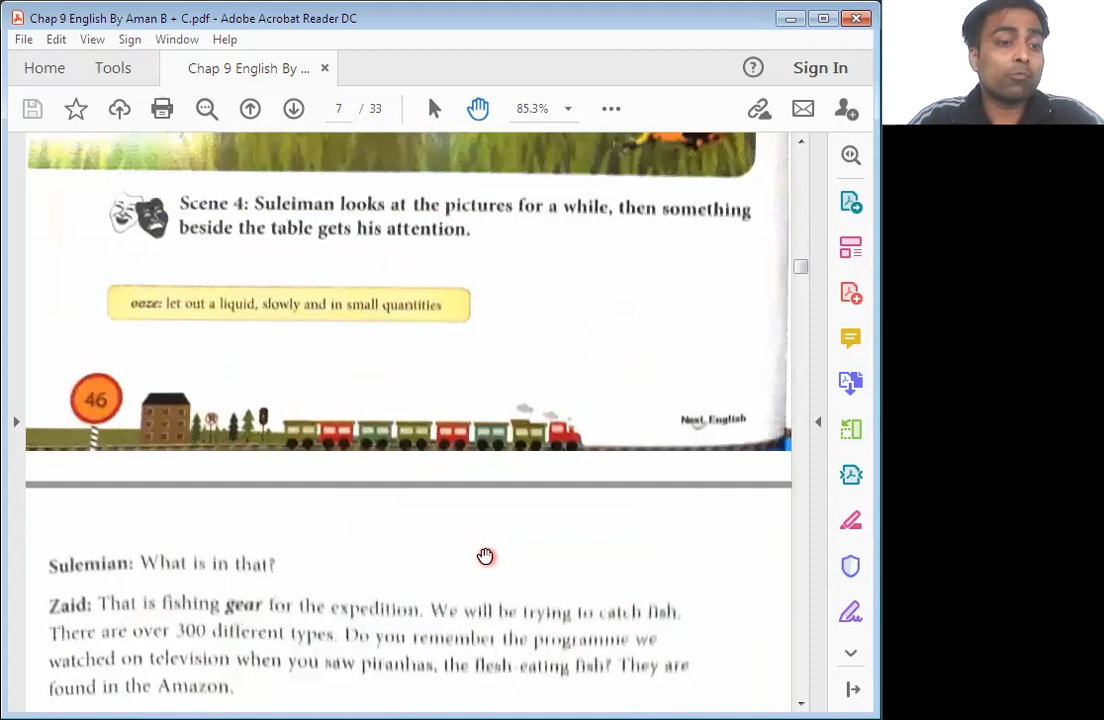 Chap 9 English By Aman B + C.pdf - Adobe Acrobat Reader DC
File Edit View Sign Window Help
Home Tools Chap 9 English By ... × Sign In
7 / 33 85.3%
Scene 4: Suleiman looks at the pictures for a while, then something
beside the table gets his attention.
ooze: let out a liquid, slowly and in small quantities
46
Next English
Sulemian: What is in that?
Zaid: That is fishing gear for the expedition. We will be trying to catch fish.
There are over 300 different types. Do you remember the programme we
watched on television when you saw piranhas, the flesh-eating fish? They are
found in the Amazon.